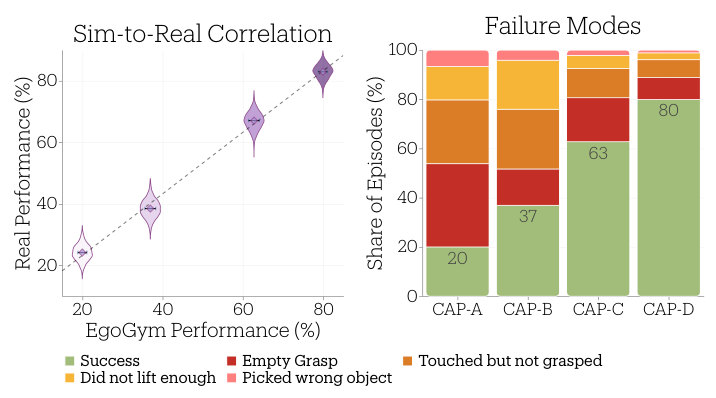 Sim-to-Real Correlation
Real Performance (%)
80
60
40
20
20
40
60
80
EgoGym Performance (%)
Failure Modes
Share of Episodes (%)
100
80
60
40
20
0
20
37
63
80
CAP-A
CAP-B
CAP-C
CAP-D
Success
Empty Grasp
Touched but not grasped
Did not lift enough
Picked wrong object